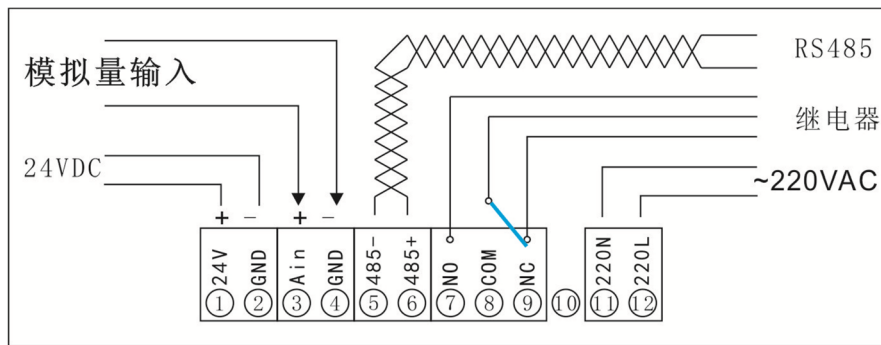 RS485
模拟量输入
继电器
24VDC
~220VAC
+ － + －
24V GND Ain GND 485- 485+ NO COM NC 220N 220L
① ② ③ ④ ⑤ ⑥ ⑦ ⑧ ⑨ ⑩ ⑪ ⑫